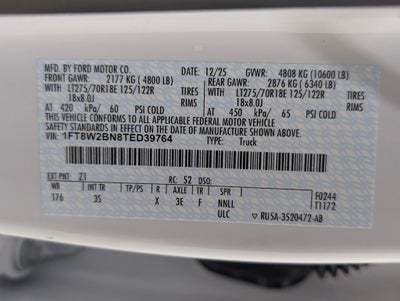 MFD. BY FORD MOTOR CO. 12/25 GVWR: 4808 KG (10600 LB)
FRONT GAWR: 2177 KG (4800 LB) REAR GAWR: 2876 KG (6340 LB)
WITH LT275/70R18E 125/122R TIRES WITH LT275/70R18E 125/122R TIRES
18x8.0J RIMS 18x8.0J RIMS
AT 420 kPa/ 60 PSI COLD AT 450 kPa/ 65 PSI COLD
THIS VEHICLE CONFORMS TO ALL APPLICABLE FEDERAL MOTOR
VEHICLE SAFETY STANDARDS IN EFFECT ON THE DATE OF
MANUFACTURE SHOWN ABOVE.
VIN: 1FT8W2BN8TED39764 TYPE: Truck
EXT PNT: Z1 RC: 52 DSO:
WB INT TR R AXLE TR SPR F0244
176 3S X 3E F NNLL T1172
ULC RU5A-3520472-AB